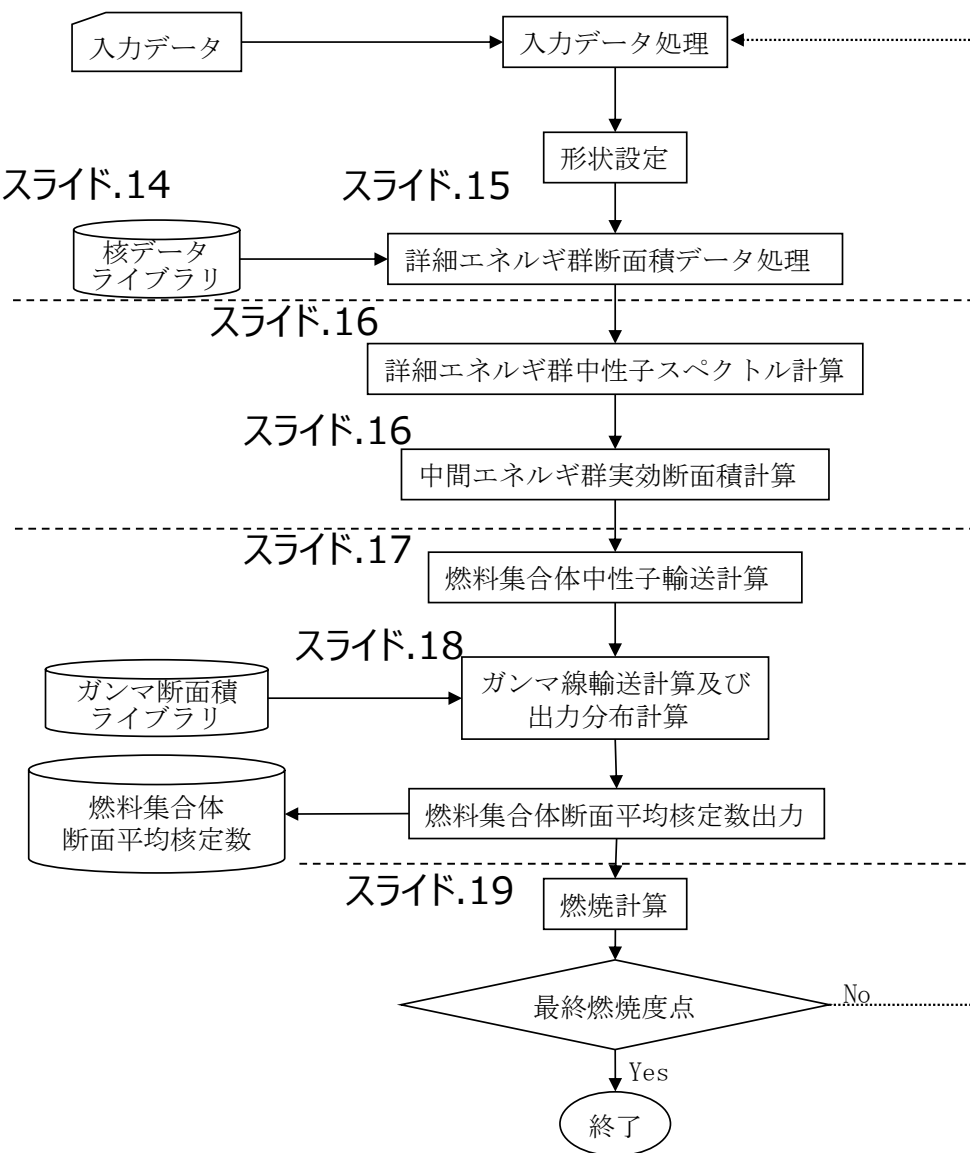 入力データ
入力データ処理
形状設定
スライド.14
スライド.15
核データ
ライブラリ
詳細エネルギ群断面積データ処理
スライド.16
詳細エネルギ群中性子スペクトル計算
スライド.16
中間エネルギ群実効断面積計算
スライド.17
燃料集合体中性子輸送計算
スライド.18
ガンマ断面積
ライブラリ
ガンマ線輸送計算及び
出力分布計算
燃料集合体
断面平均核定数
燃料集合体断面平均核定数出力
スライド.19
燃焼計算
最終燃焼度点
No
Yes
終了